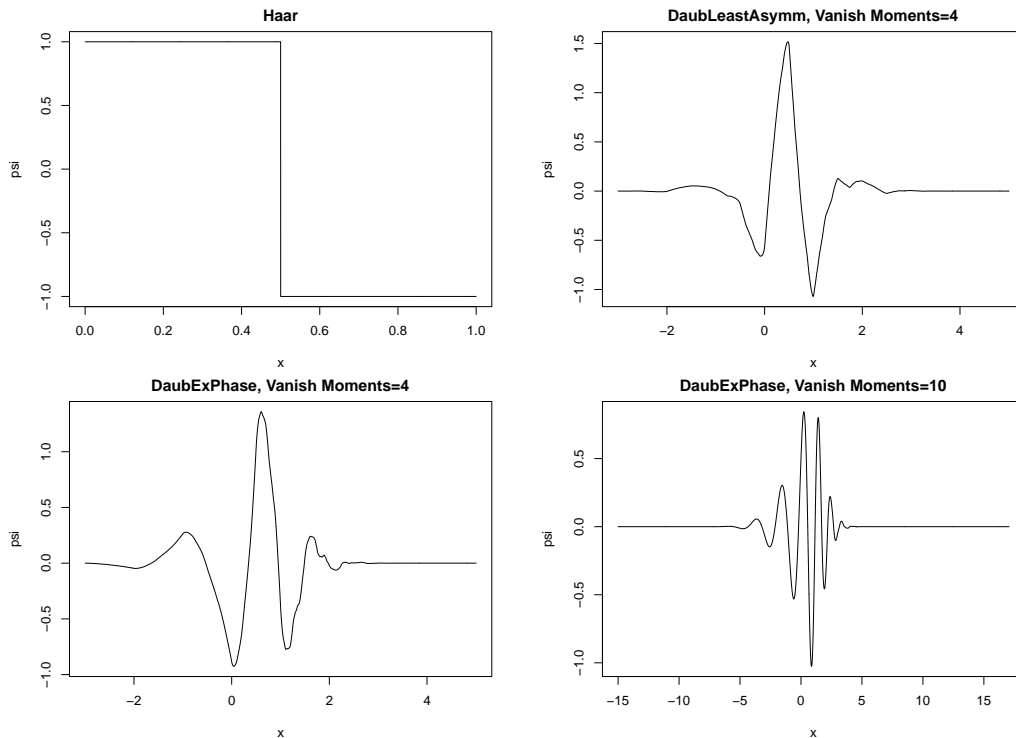 Haar
psi
1.0
0.5
0.0
−0.5
−1.0
0.0 0.2 0.4 0.6 0.8 1.0
x
DaubLeastAsymm, Vanish Moments=4
psi
1.5
1.0
0.5
0.0
−0.5
−1.0
−2 0 2 4
x
DaubExPhase, Vanish Moments=4
psi
1.0
0.5
0.0
−0.5
−1.0
−2 0 2 4
x
DaubExPhase, Vanish Moments=10
psi
0.5
0.0
−0.5
−1.0
−15 −10 −5 0 5 10 15
x